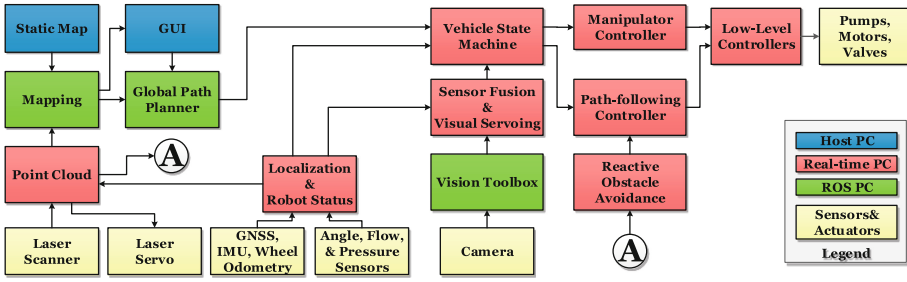 Static Map
GUI
Vehicle State
Machine
Manipulator
Controller
Low-Level
Controllers
Pumps,
Motors,
Valves
Mapping
Global Path
Planner
Sensor Fusion
&
Visual Servoing
Path-following
Controller
Point Cloud
A
Localization
&
Robot Status
Vision Toolbox
Reactive
Obstacle
Avoidance
Laser
Scanner
Laser
Servo
GNSS,
IMU, Wheel
Odometry
Angle, Flow,
& Pressure
Sensors
Camera
A
Host PC
Real-time PC
ROS PC
Sensors&
Actuators
Legend